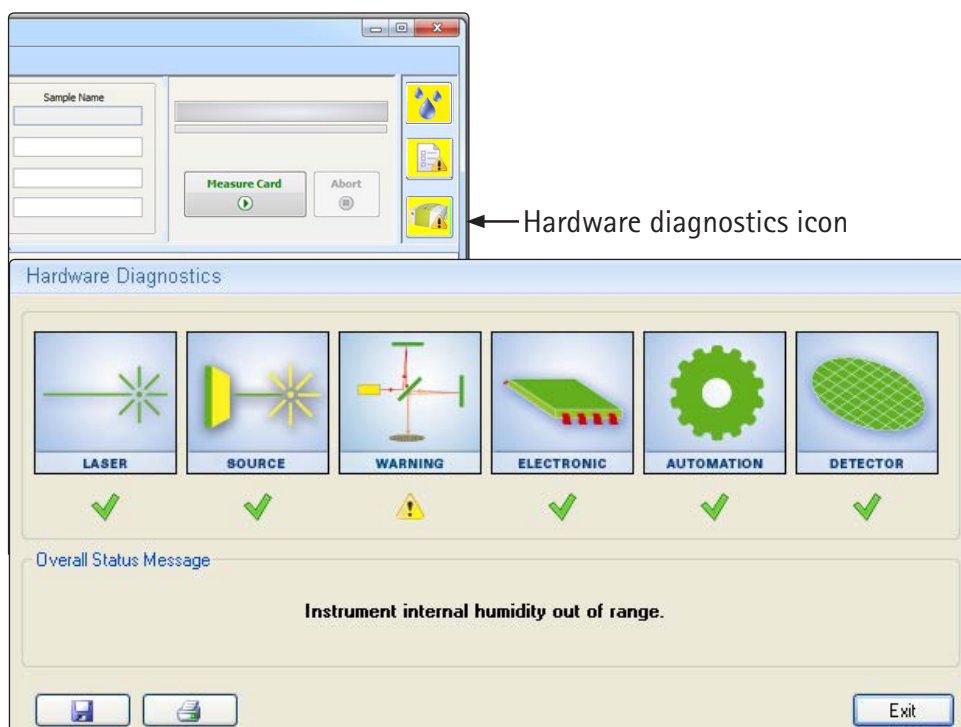 Sample Name
Measure Card
Abort
Hardware diagnostics icon
Hardware Diagnostics
LASER
SOURCE
WARNING
ELECTRONIC
AUTOMATION
DETECTOR
Overall Status Message
Instrument internal humidity out of range.
Exit